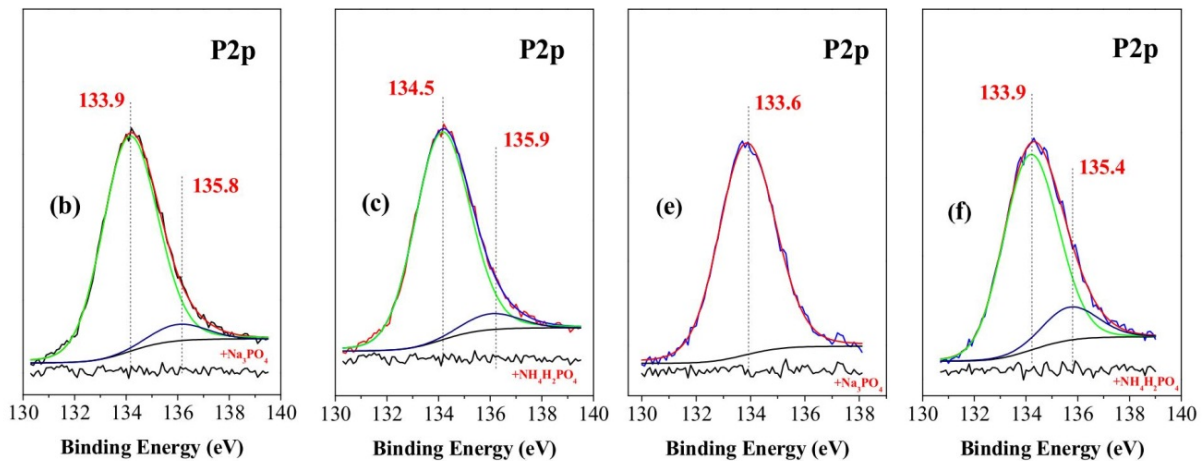 P2p
133.9
135.8
(b)
+Na3PO4
130 132 134 136 138 140
Binding Energy (eV)
P2p
134.5
135.9
(c)
+NH4H2PO4
130 132 134 136 138 140
Binding Energy (eV)
P2p
133.6
(e)
+Na3PO4
130 132 134 136 138
Binding Energy (eV)
P2p
133.9
135.4
(f)
+NH4H2PO4
130 132 134 136 138 140
Binding Energy (eV)